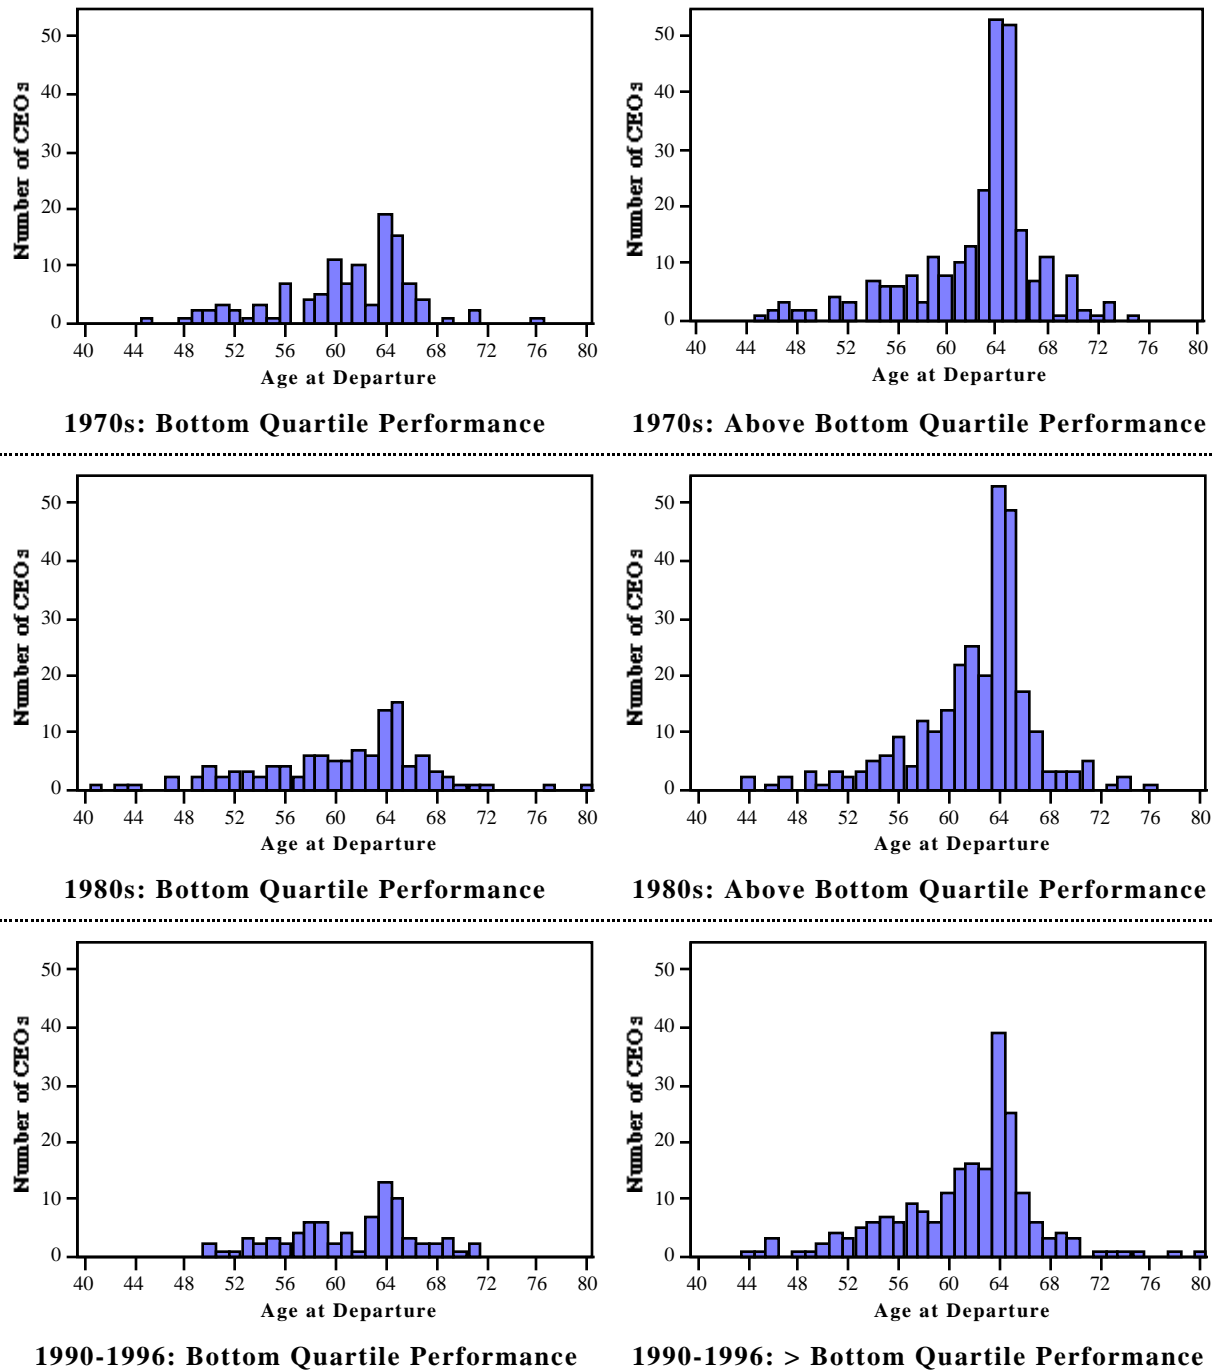 50
40
30
20
10
0
Number of CEOs
40 44 48 52 56 60 64 68 72 76 80
Age at Departure
1970s: Bottom Quartile Performance
50
40
30
20
10
0
Number of CEOs
40 44 48 52 56 60 64 68 72 76 80
Age at Departure
1970s: Above Bottom Quartile Performance
50
40
30
20
10
0
Number of CEOs
40 44 48 52 56 60 64 68 72 76 80
Age at Departure
1980s: Bottom Quartile Performance
50
40
30
20
10
0
Number of CEOs
40 44 48 52 56 60 64 68 72 76 80
Age at Departure
1980s: Above Bottom Quartile Performance
50
40
30
20
10
0
Number of CEOs
40 44 48 52 56 60 64 68 72 76 80
Age at Departure
1990-1996: Bottom Quartile Performance
50
40
30
20
10
0
Number of CEOs
40 44 48 52 56 60 64 68 72 76 80
Age at Departure
1990-1996: > Bottom Quartile Performance